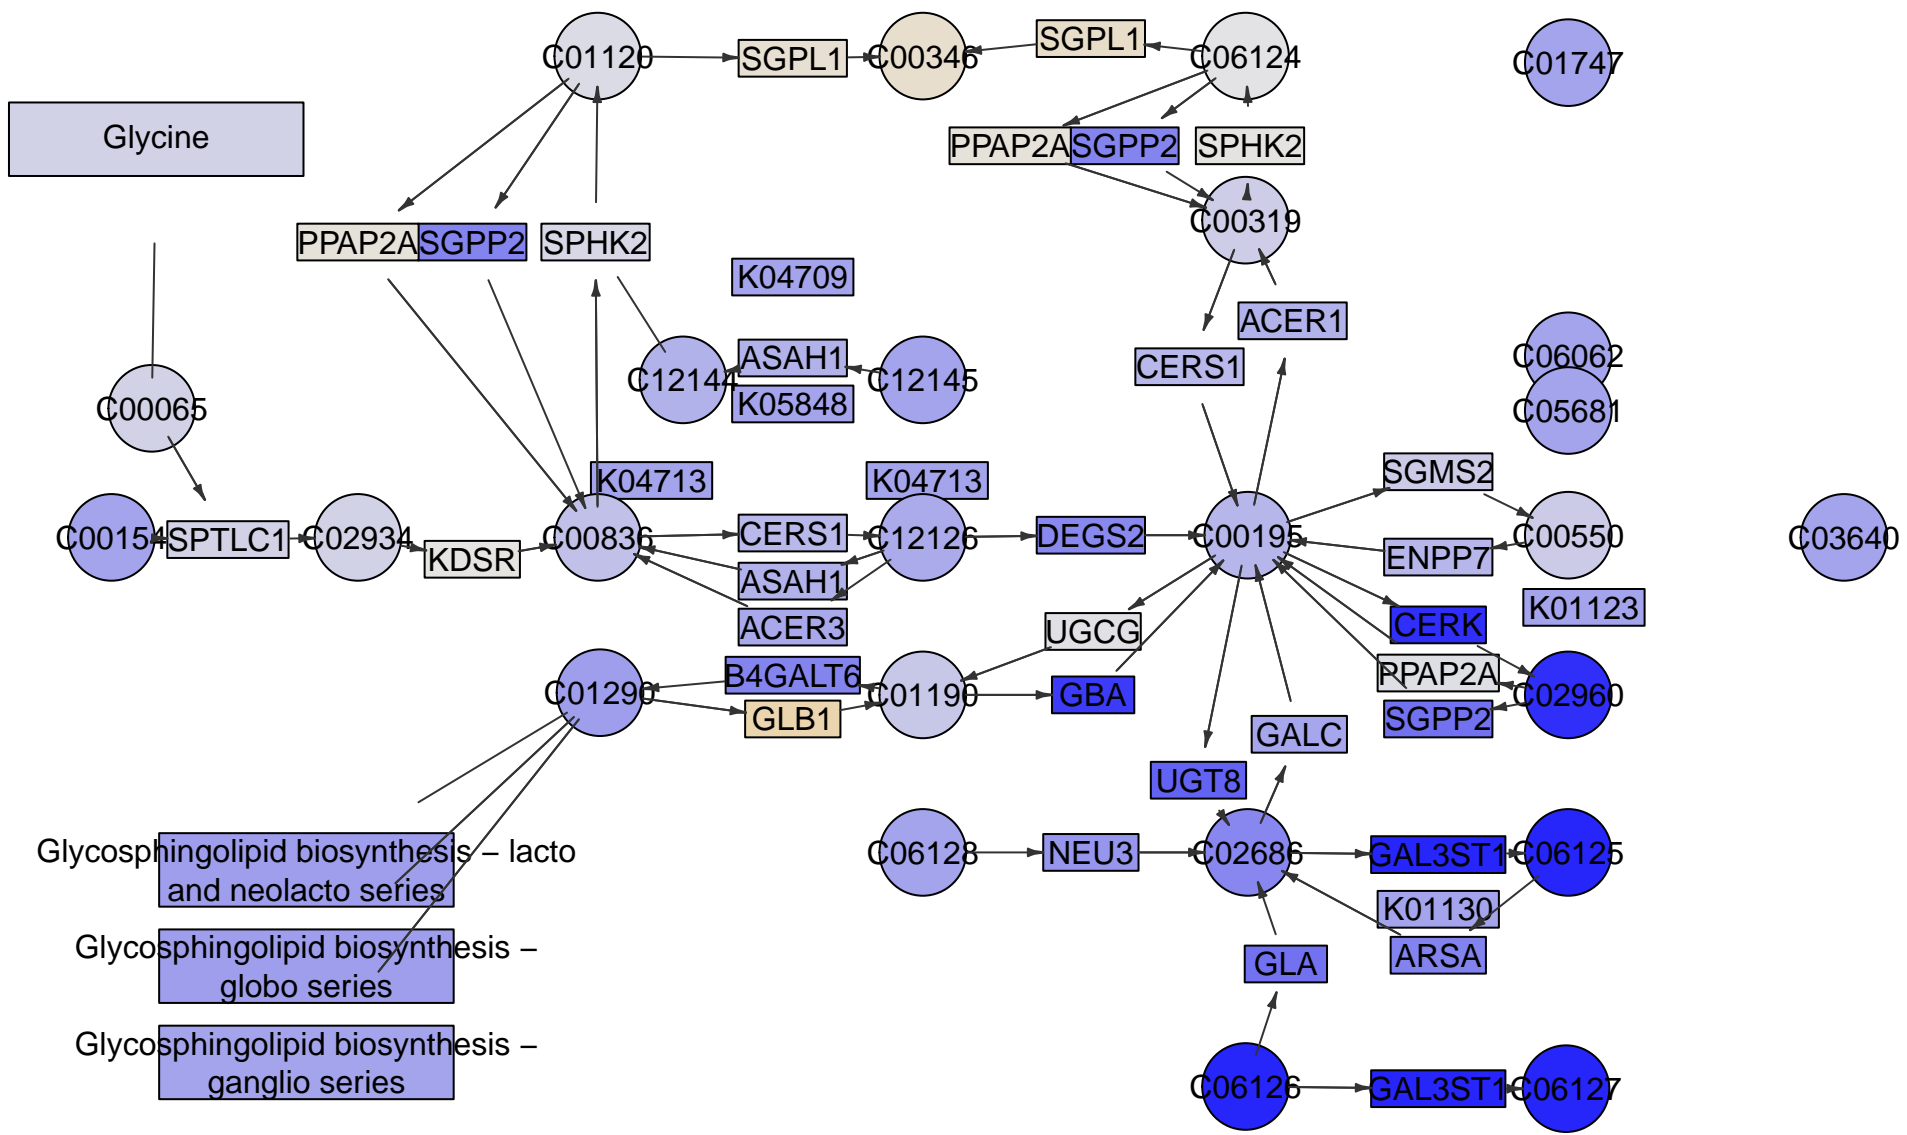 C01120
SGPL1
C00346
SGPL1
C06124
C01747
Glycine
PPAP2A
SGPP2
SPHK2
C00319
PPAP2A
SGPP2
SPHK2
K04709
ACER1
C06062
C12144
ASAH1
C12145
CERS1
K05848
C00065
C05681
K04713
K04713
SGMS2
C00154
SPTLC1
C02934
KDSR
C00836
CERS1
C12126
DEGS2
C00195
C00550
C03640
ENPP7
ASAH1
K01123
ACER3
UGCG
CERK
B4GALT6
PPAP2A
C01290
C01190
GBA
C02960
GLB1
SGPP2
GALC
UGT8
Glycosphingolipid biosynthesis – lacto
and neolacto series
C06128
NEU3
C02686
GAL3ST1
C06125
K01130
Glycosphingolipid biosynthesis –
globo series
GLA
ARSA
Glycosphingolipid biosynthesis –
ganglio series
C06126
GAL3ST1
C06127